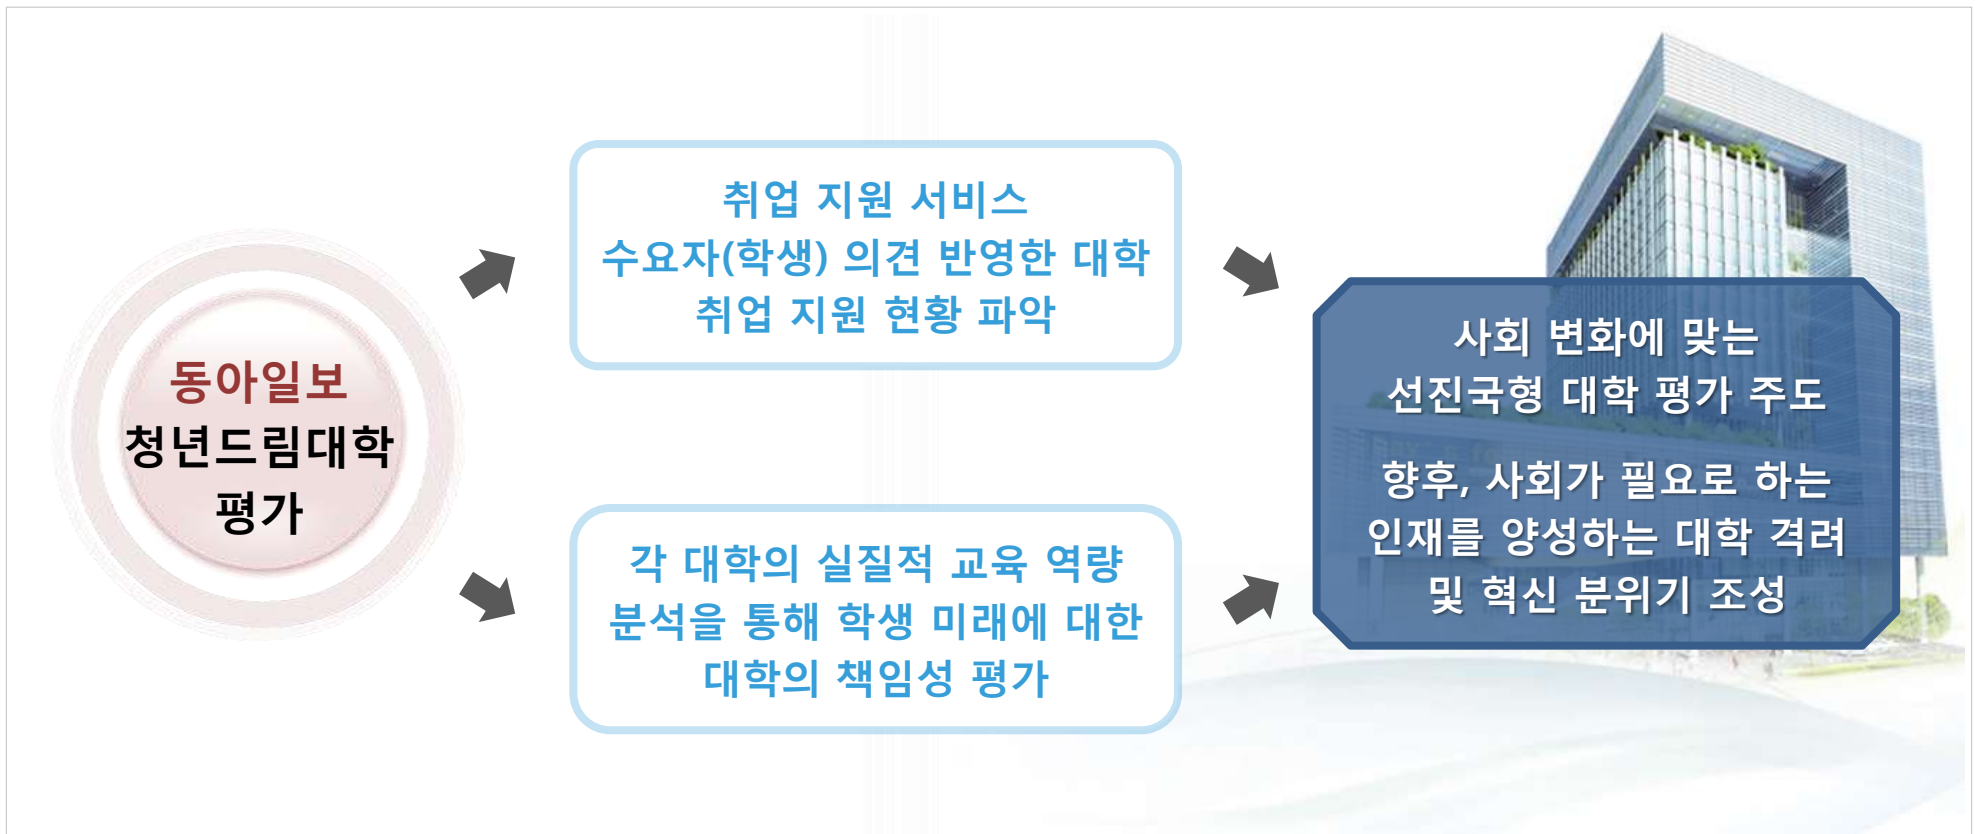 동아일보
청년드림대학
평가
취업 지원 서비스
수요자(학생) 의견 반영한 대학
취업 지원 현황 파악
각 대학의 실질적 교육 역량
분석을 통해 학생 미래에 대한
대학의 책임성 평가
사회 변화에 맞는
선진국형 대학 평가 주도
향후, 사회가 필요로 하는
인재를 양성하는 대학 격려
및 혁신 분위기 조성